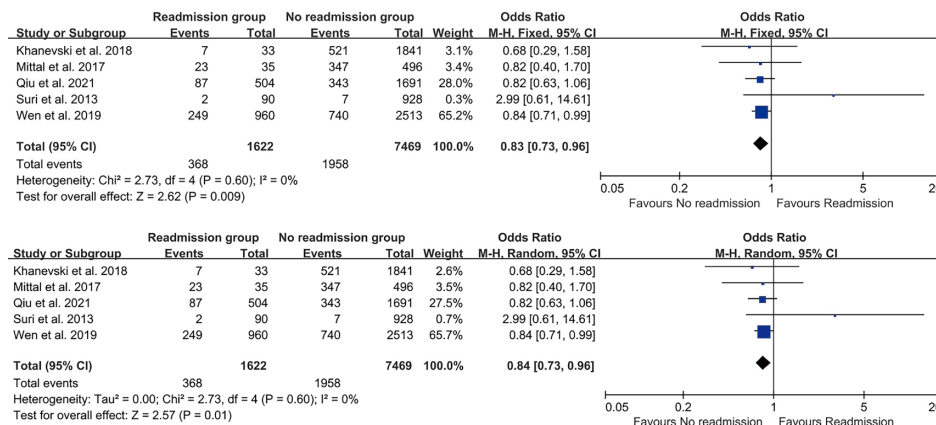 Readmission group No readmission group Odds Ratio Odds Ratio
Study or Subgroup Events Total Events Total Weight M-H, Fixed, 95% CI M-H, Fixed, 95% CI
Khanevski et al. 2018 7 33 521 1841 3.1% 0.68 [0.29, 1.58]
Mittal et al. 2017 23 35 347 496 3.4% 0.82 [0.40, 1.70]
Qiu et al. 2021 87 504 343 1691 28.0% 0.82 [0.63, 1.06]
Suri et al. 2013 2 90 7 928 0.3% 2.99 [0.61, 14.61]
Wen et al. 2019 249 960 740 2513 65.2% 0.84 [0.71, 0.99]
Total (95% CI) 1622 7469 100.0% 0.83 [0.73, 0.96]
Total events 368 1958
Heterogeneity: Chi² = 2.73, df = 4 (P = 0.60); I² = 0%
Test for overall effect: Z = 2.62 (P = 0.009)
0.05 0.2 1 5 20
Favours No readmission Favours Readmission
Readmission group No readmission group Odds Ratio Odds Ratio
Study or Subgroup Events Total Events Total Weight M-H, Random, 95% CI M-H, Random, 95% CI
Khanevski et al. 2018 7 33 521 1841 2.6% 0.68 [0.29, 1.58]
Mittal et al. 2017 23 35 347 496 3.5% 0.82 [0.40, 1.70]
Qiu et al. 2021 87 504 343 1691 27.5% 0.82 [0.63, 1.06]
Suri et al. 2013 2 90 7 928 0.7% 2.99 [0.61, 14.61]
Wen et al. 2019 249 960 740 2513 65.7% 0.84 [0.71, 0.99]
Total (95% CI) 1622 7469 100.0% 0.84 [0.73, 0.96]
Total events 368 1958
Heterogeneity: Tau² = 0.00; Chi² = 2.73, df = 4 (P = 0.60); I² = 0%
Test for overall effect: Z = 2.57 (P = 0.01)
0.05 0.2 1 5 20
Favours No readmission Favours Readmission